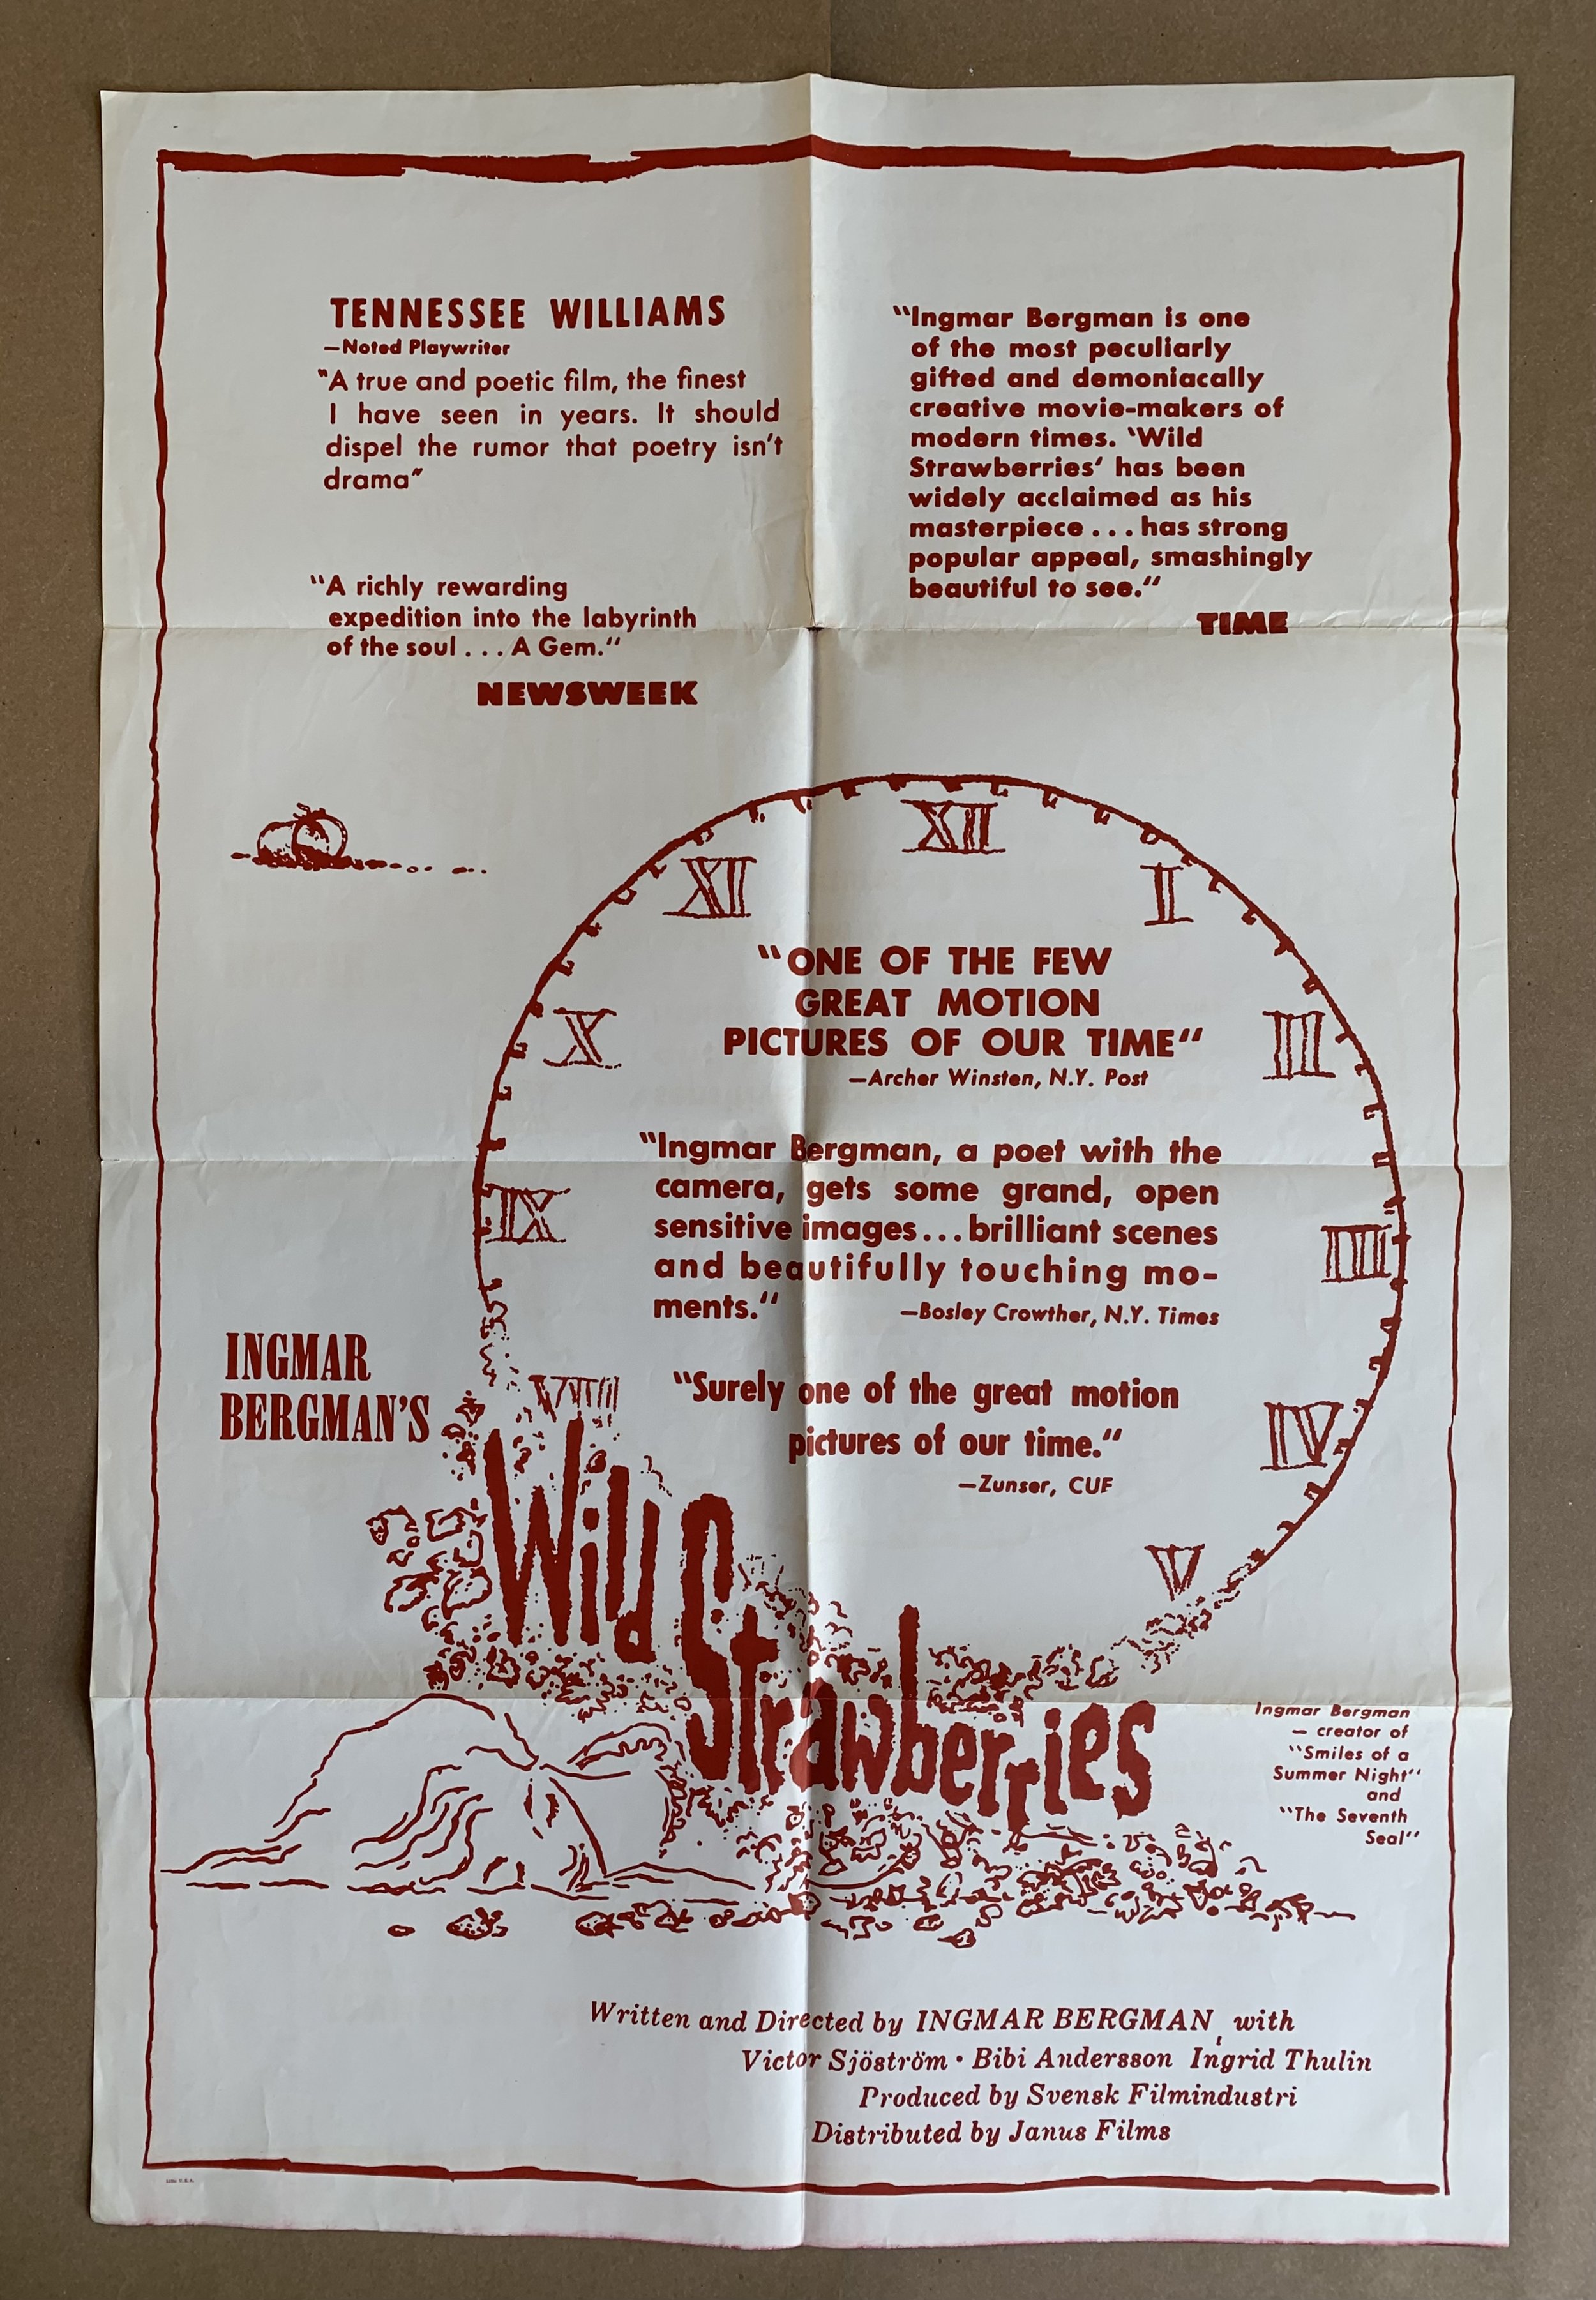 TENNESSEE WILLIAMS
—Noted Playwriter
"A true and poetic film, the finest
I have seen in years. It should
dispel the rumor that poetry isn't
drama"
"A richly rewarding
expedition into the labyrinth
of the soul . . . A Gem."
NEWSWEEK
"Ingmar Bergman is one
of the most peculiarly
gifted and demoniacally
creative movie-makers of
modern times. 'Wild
Strawberries' has been
widely acclaimed as his
masterpiece . . . has strong
popular appeal, smashingly
beautiful to see."
TIME
XII
I
II
III
IV
V
VIII
IX
X
XI
"ONE OF THE FEW
GREAT MOTION
PICTURES OF OUR TIME"
—Archer Winsten, N.Y. Post
"Ingmar Bergman, a poet with the
camera, gets some grand, open
sensitive images...brilliant scenes
and beautifully touching mo-
ments."
—Bosley Crowther, N.Y. Times
"Surely one of the great motion
pictures of our time."
—Zunser, CUE
INGMAR
BERGMAN'S
Wild
Strawberries
Ingmar Bergman
— creator of
"Smiles of a
Summer Night"
and
"The Seventh
Seal"
Written and Directed by INGMAR BERGMAN, with
Victor Sjöström • Bibi Andersson Ingrid Thulin
Produced by Svensk Filmindustri
Distributed by Janus Films
Litho U.S.A.